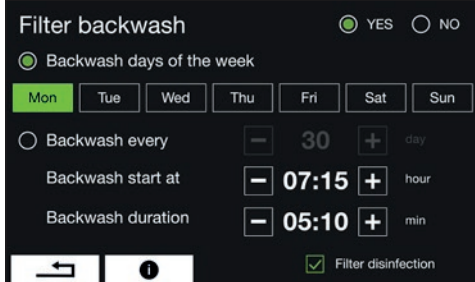 Filter backwash YES NO
Backwash days of the week
Mon Tue Wed Thu Fri Sat Sun
Backwash every − 30 + day
Backwash start at − 07:15 + hour
Backwash duration − 05:10 + min
Filter disinfection